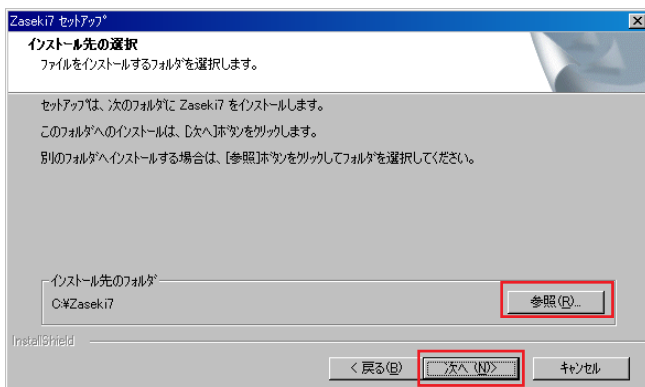 Zaseki7 セットアップ
インストール先の選択
ファイルをインストールするフォルダを選択します。
セットアップは、次のフォルダに Zaseki7 をインストールします。
このフォルダへのインストールは、[次へ]ボタンをクリックします。
別のフォルダへインストールする場合は、[参照]ボタンをクリックしてフォルダを選択してください。
インストール先のフォルダ
C:¥Zaseki7
参照(R)...
InstallShield
< 戻る(B)
次へ (N)>
キャンセル